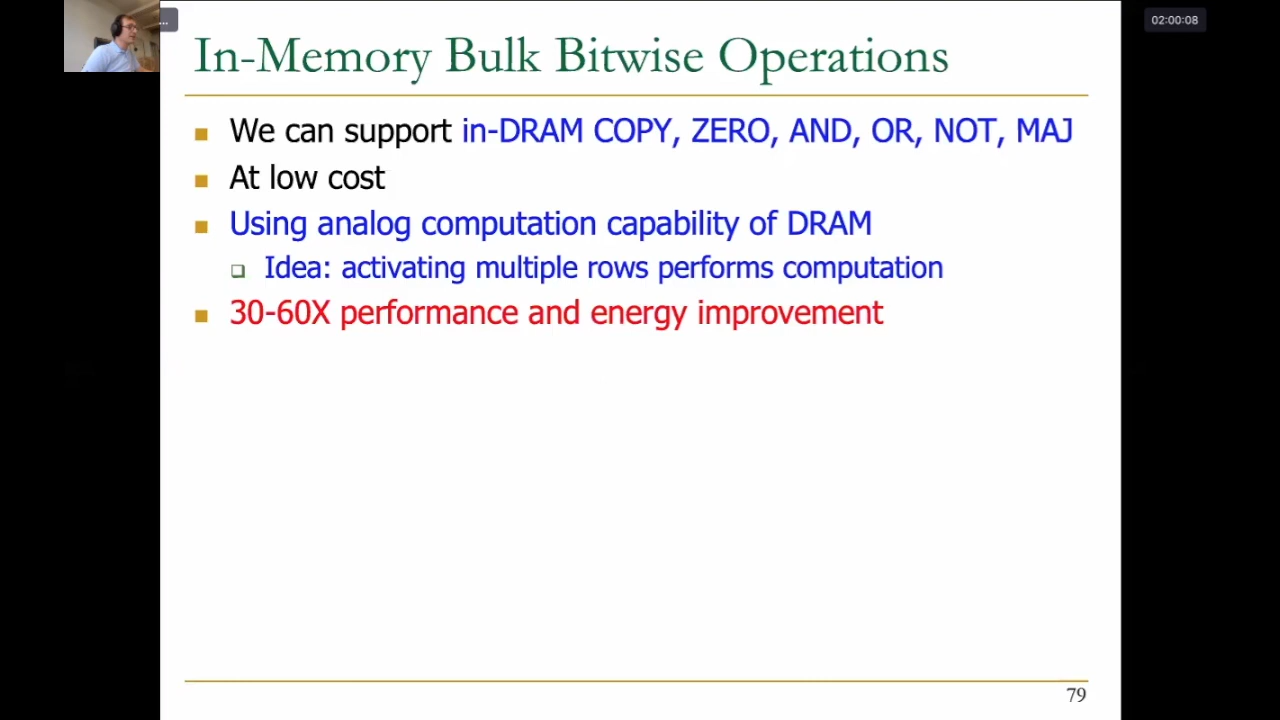 ...
02:00:08
In-Memory Bulk Bitwise Operations
We can support in-DRAM COPY, ZERO, AND, OR, NOT, MAJ
At low cost
Using analog computation capability of DRAM
Idea: activating multiple rows performs computation
30-60X performance and energy improvement
79